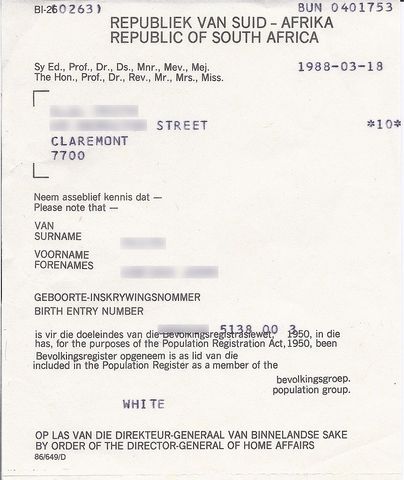 BI-26(0263)
BUN 0401753
REPUBLIEK VAN SUID – AFRIKA
REPUBLIC OF SOUTH AFRICA
Sy Ed., Prof., Dr., Ds., Mnr., Mev., Mej.
The Hon., Prof., Dr., Rev., Mr., Mrs., Miss.
1988-03-18
STREET
*10*
CLAREMONT
7700
Neem asseblief kennis dat —
Please note that —
VAN
SURNAME
VOORNAME
FORENAMES
GEBOORTE-INSKRYWINGSNOMMER
BIRTH ENTRY NUMBER
5138 00 3
is vir die doeleindes van die Bevolkingsregistrasiewet, 1950, in die
has, for the purposes of the Population Registration Act, 1950, been
Bevolkingsregister opgeneem is as lid van die
included in the Population Register as a member of the
bevolkingsgroep.
population group.
WHITE
OP LAS VAN DIE DIREKTEUR-GENERAAL VAN BINNELANDSE SAKE
BY ORDER OF THE DIRECTOR-GENERAL OF HOME AFFAIRS
86/649/D